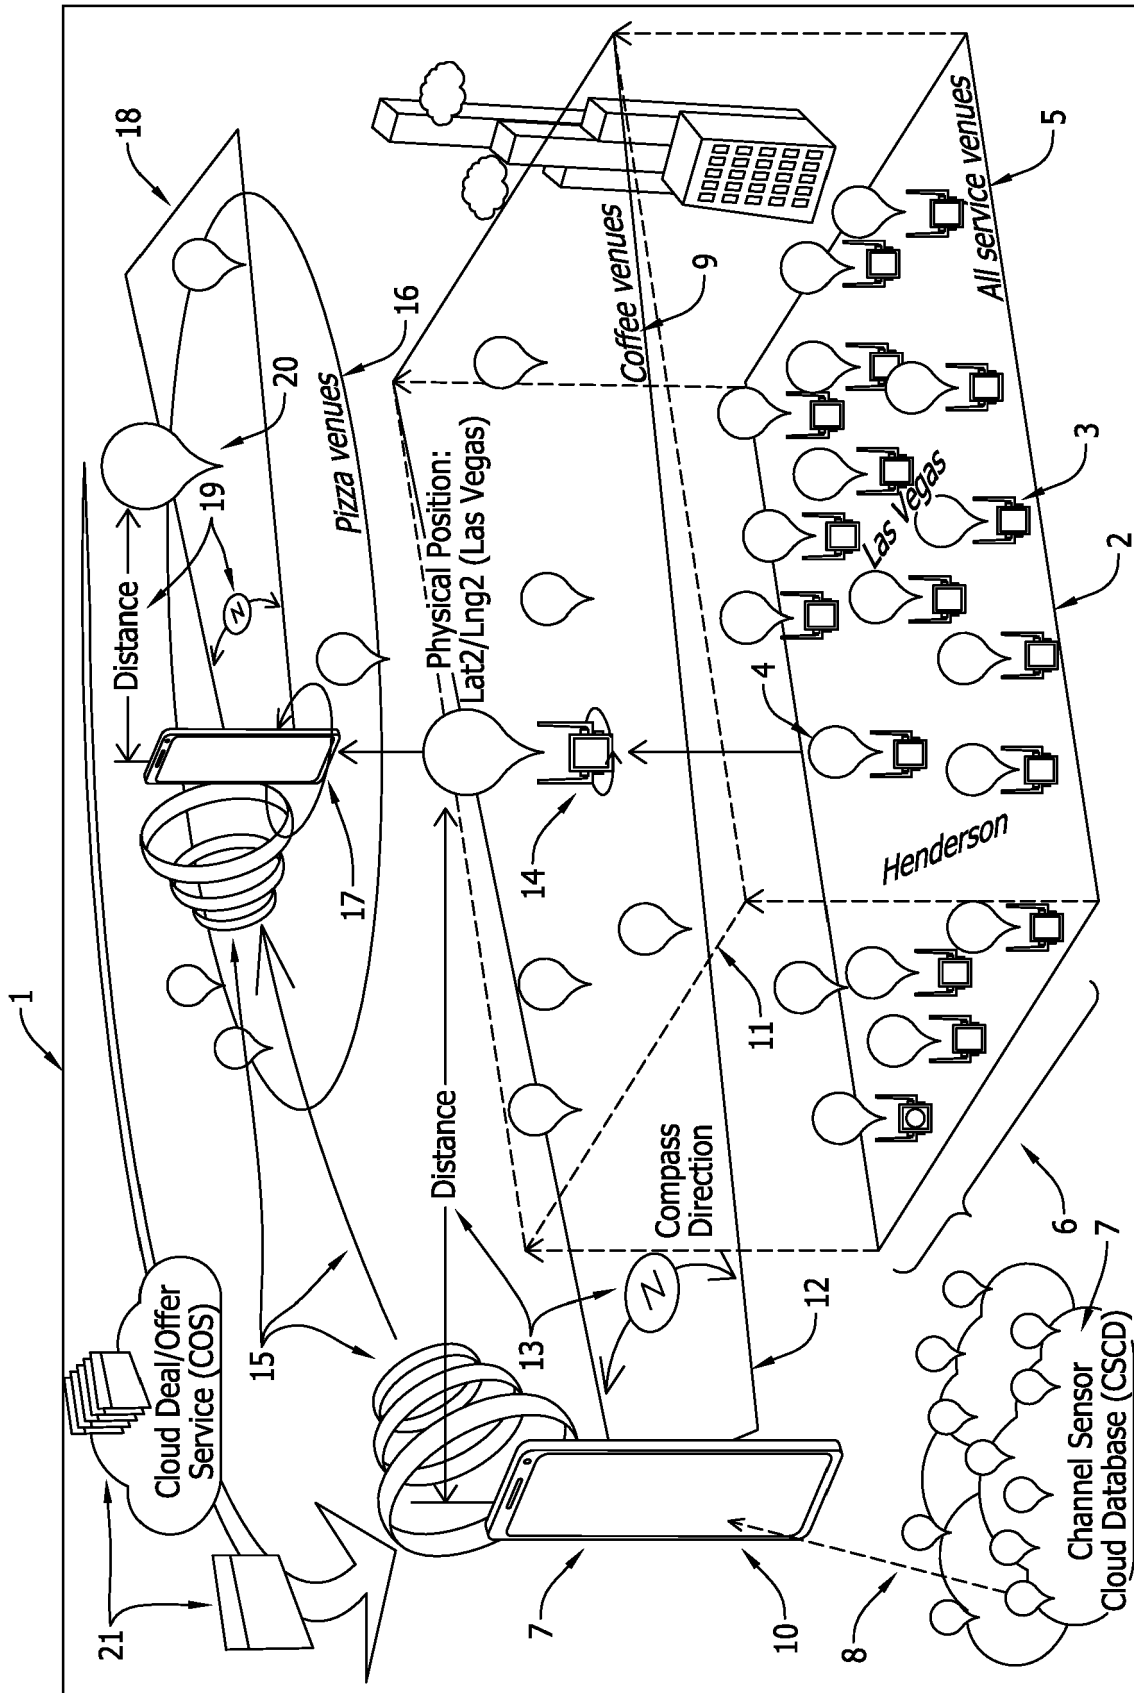 1
21
Cloud Deal/Offer
Service (COS)
15
Distance
19
20
18
17
Pizza venues
16
Distance
13
14
Physical Position:
Lat2/Lng2 (Las Vegas)
Coffee venues
9
7
10
12
Compass
Direction
11
4
Las Vegas
Henderson
3
2
All service venues
5
6
8
7
Channel Sensor
Cloud Database (CSCD)
N
N